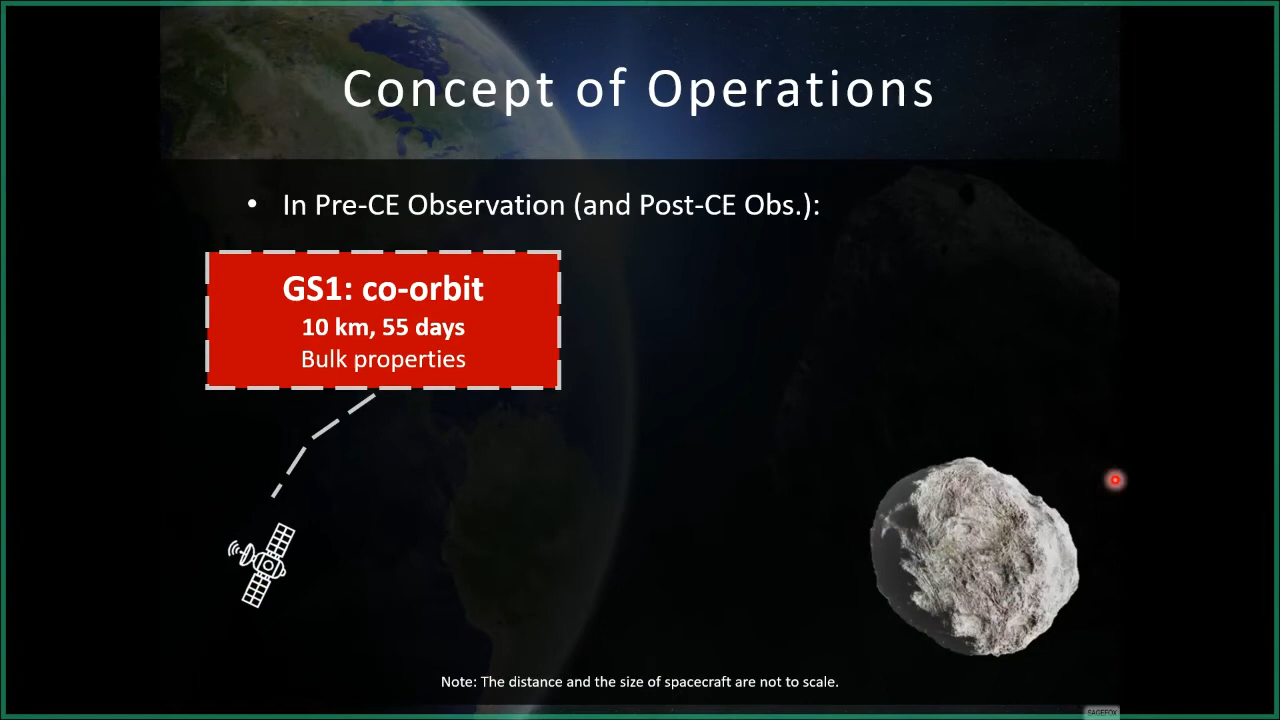 Concept of Operations
• In Pre-CE Observation (and Post-CE Obs.):
GS1: co-orbit
10 km, 55 days
Bulk properties
Note: The distance and the size of spacecraft are not to scale.
SAGEFOX